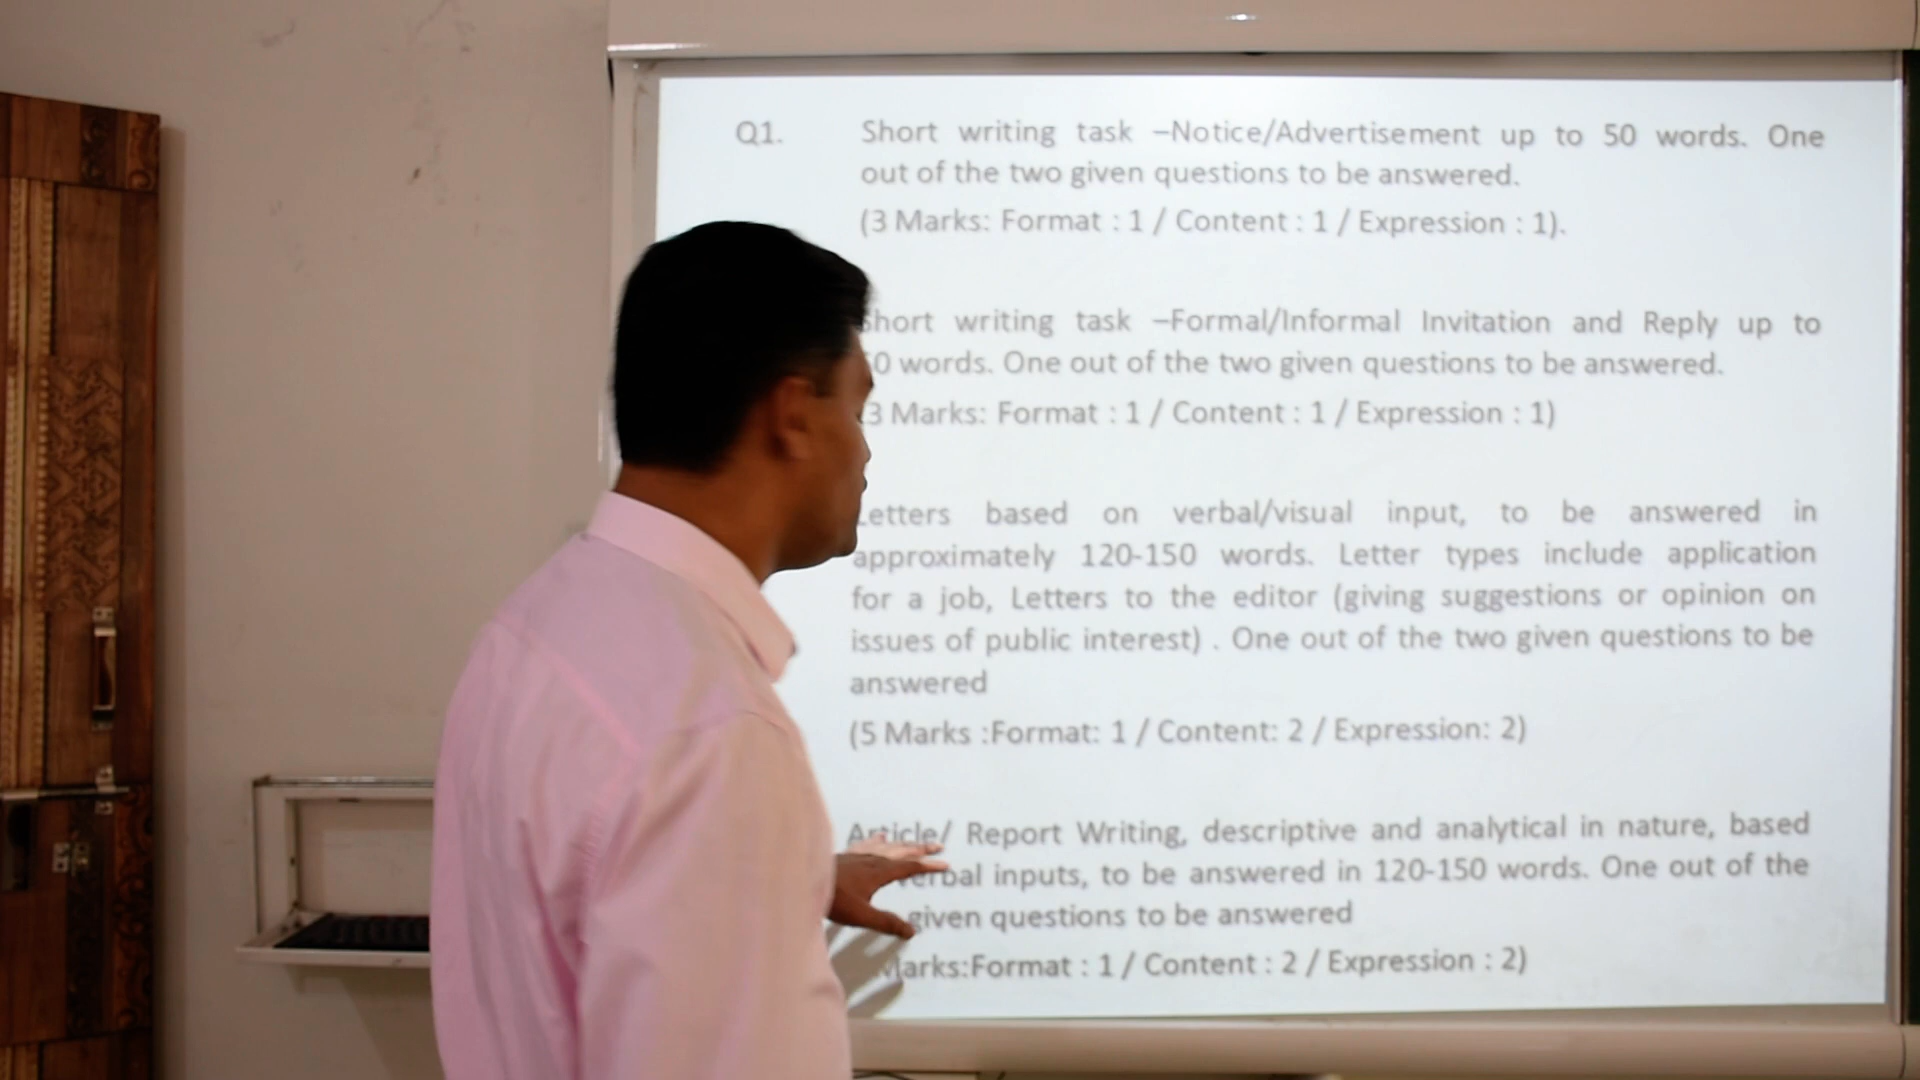 Q1. Short writing task –Notice/Advertisement up to 50 words. One
out of the two given questions to be answered.
(3 Marks: Format : 1 / Content : 1 / Expression : 1).
Short writing task –Formal/Informal Invitation and Reply up to
0 words. One out of the two given questions to be answered.
3 Marks: Format : 1 / Content : 1 / Expression : 1)
Letters based on verbal/visual input, to be answered in
approximately 120-150 words. Letter types include application
for a job, Letters to the editor (giving suggestions or opinion on
issues of public interest) . One out of the two given questions to be
answered
(5 Marks :Format: 1 / Content: 2 / Expression: 2)
Article/ Report Writing, descriptive and analytical in nature, based
verbal inputs, to be answered in 120-150 words. One out of the
given questions to be answered
Marks:Format : 1 / Content : 2 / Expression : 2)